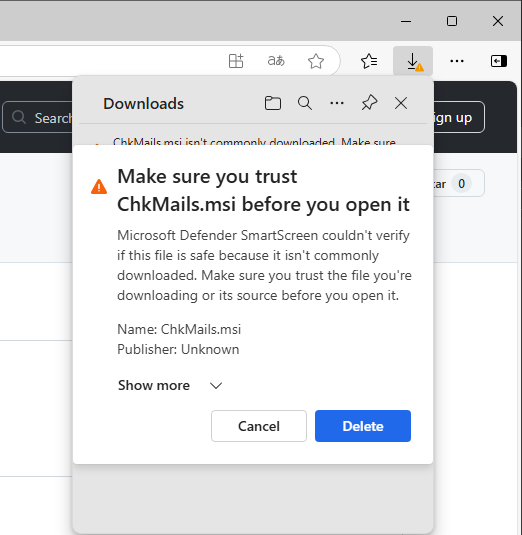 aあ
Search
Downloads
ign up
ChkMails.msi isn't commonly downloaded. Make sure
tar 0
Make sure you trust
ChkMails.msi before you open it
Microsoft Defender SmartScreen couldn't verify
if this file is safe because it isn't commonly
downloaded. Make sure you trust the file you're
downloading or its source before you open it.
Name: ChkMails.msi
Publisher: Unknown
Show more
Cancel
Delete